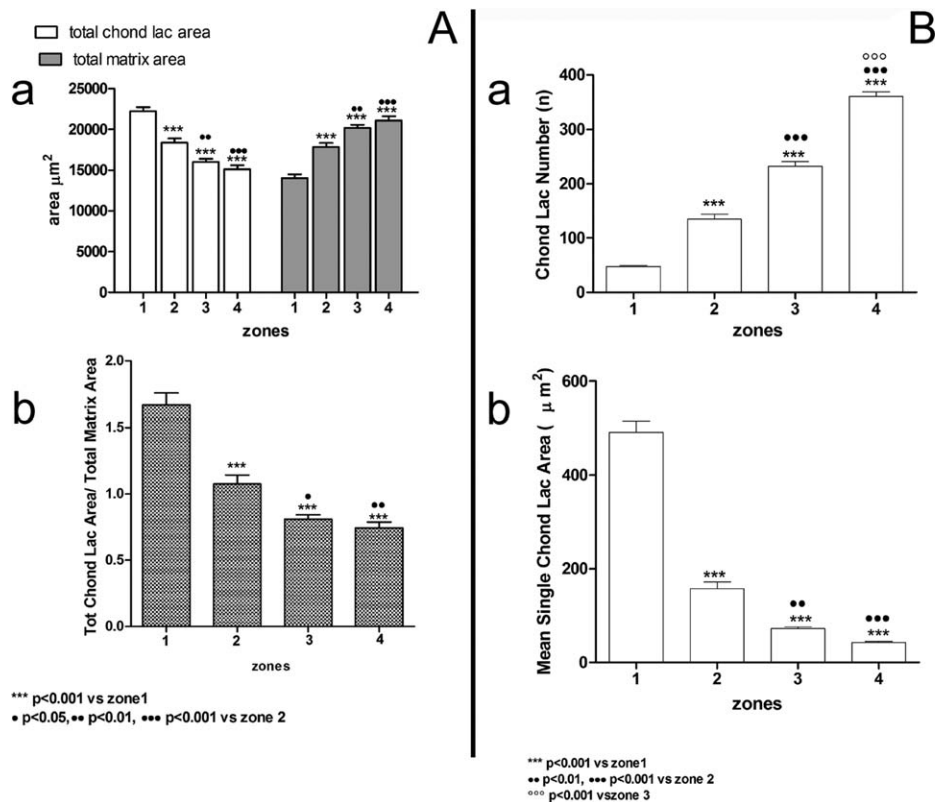 total chond lac area
total matrix area
A
a
area µm²
25000
20000
15000
10000
5000
0
***
••
***
•••
***
***
••
***
•••
***
1 2 3 4 1 2 3 4
zones
b
Tot Chond Lac Area/ Total Matrix Area
2.0
1.5
1.0
0.5
0.0
***
•
***
••
***
1 2 3 4
zones
*** p<0.001 vs zone1
• p<0.05, •• p<0.01, ••• p<0.001 vs zone 2
B
a
Chond Lac Number (n)
400
300
200
100
0
***
•••
***
°°°
•••
***
1 2 3 4
zones
b
Mean Single Chond Lac Area ( µ m²)
600
400
200
0
***
••
***
•••
***
1 2 3 4
zones
*** p<0.001 vs zone1
•• p<0.01, ••• p<0.001 vs zone 2
°°° p<0.001 vszone 3